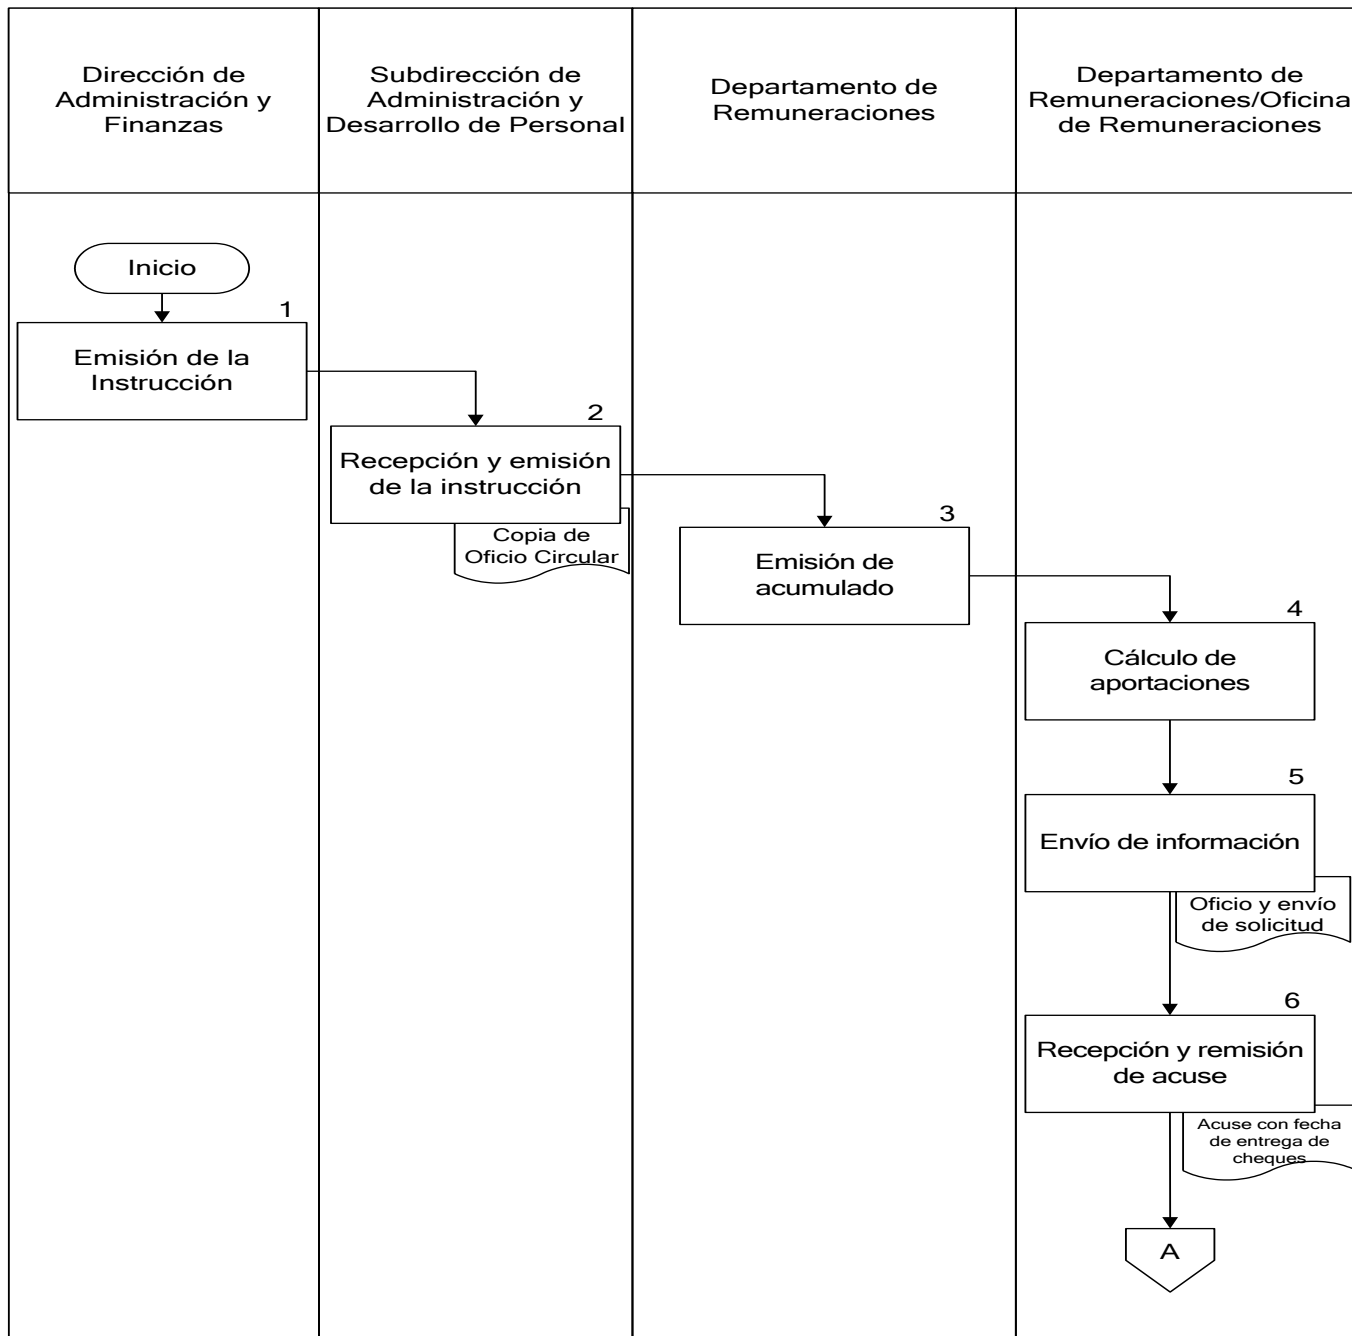 Dirección de
Administración y
Finanzas
Subdirección de
Administración y
Desarrollo de Personal
Departamento de
Remuneraciones
Departamento de
Remuneraciones/Oficina
de Remuneraciones
Inicio
1
Emisión de la
Instrucción
2
Recepción y emisión
de la instrucción
Copia de
Oficio Circular
3
Emisión de
acumulado
4
Cálculo de
aportaciones
5
Envío de información
Oficio y envío
de solicitud
6
Recepción y remisión
de acuse
Acuse con fecha
de entrega de
cheques
A